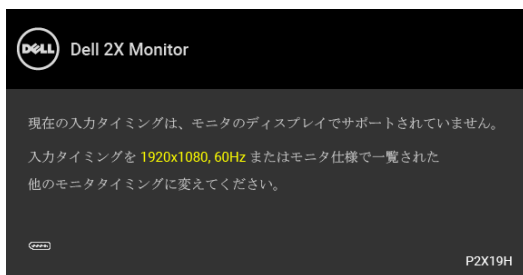 DELL
Dell 2X Monitor
現在の入力タイミングは、モニタのディスプレイでサポートされていません。
入力タイミングを 1920x1080, 60Hz またはモニタ仕様で一覧された
他のモニタタイミングに変えてください。
P2X19H